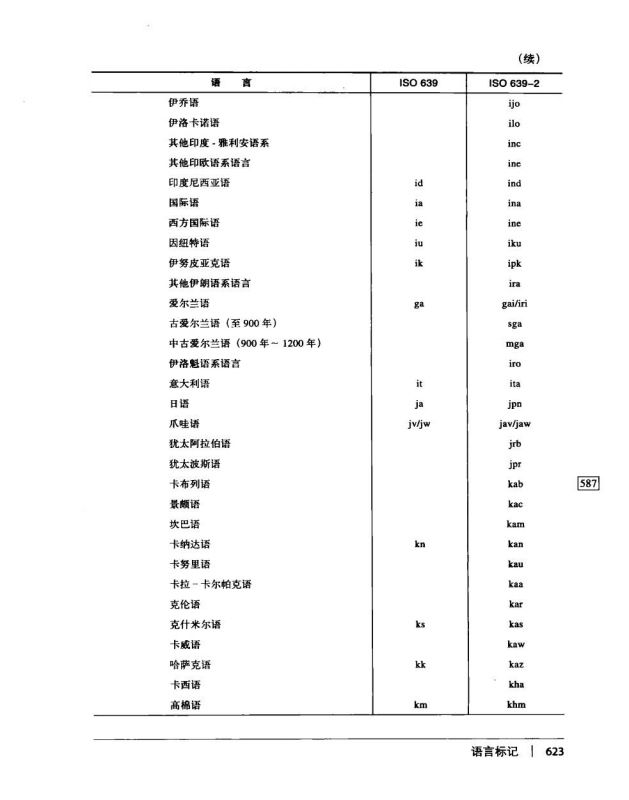 （续）
语 言 ISO 639 ISO 639-2
伊乔语 ijo
伊洛卡诺语 ilo
其他印度-雅利安语系 inc
其他印欧语系语言 ine
印度尼西亚语 id ind
国际语 ia ina
西方国际语 ie ine
因纽特语 iu iku
伊努皮亚克语 ik ipk
其他伊朗语系语言 ira
爱尔兰语 ga gai/iri
古爱尔兰语（至 900 年） sga
中古爱尔兰语（900 年～ 1200 年） mga
伊洛魁语系语言 iro
意大利语 it ita
日语 ja jpn
爪哇语 jv/jw jav/jaw
犹太阿拉伯语 jrb
犹太波斯语 jpr
卡布列语 kab
587
景颇语 kac
坎巴语 kam
卡纳达语 kn kan
卡努里语 kau
卡拉-卡尔帕克语 kaa
克伦语 kar
克什米尔语 ks kas
卡威语 kaw
哈萨克语 kk kaz
卡西语 kha
高棉语 km khm
语言标记 | 623